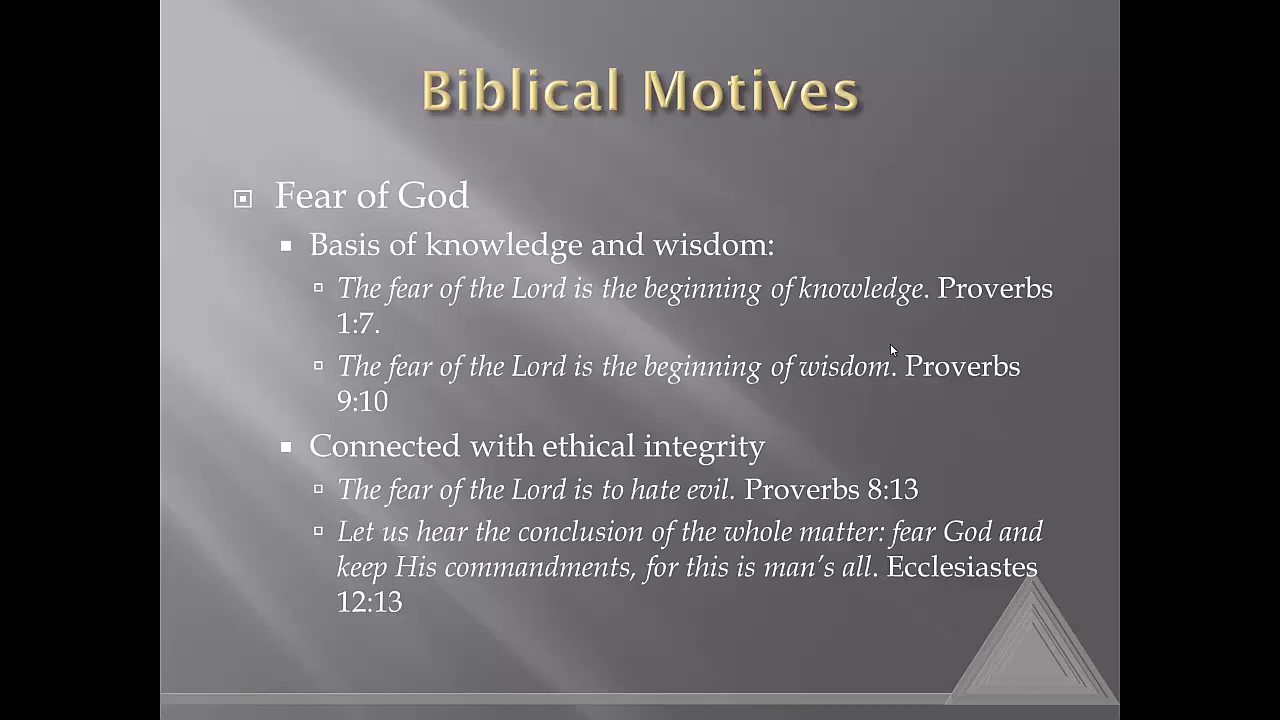 Biblical Motives
Fear of God
Basis of knowledge and wisdom:
The fear of the Lord is the beginning of knowledge. Proverbs
1:7.
The fear of the Lord is the beginning of wisdom. Proverbs
9:10
Connected with ethical integrity
The fear of the Lord is to hate evil. Proverbs 8:13
Let us hear the conclusion of the whole matter: fear God and
keep His commandments, for this is man’s all. Ecclesiastes
12:13